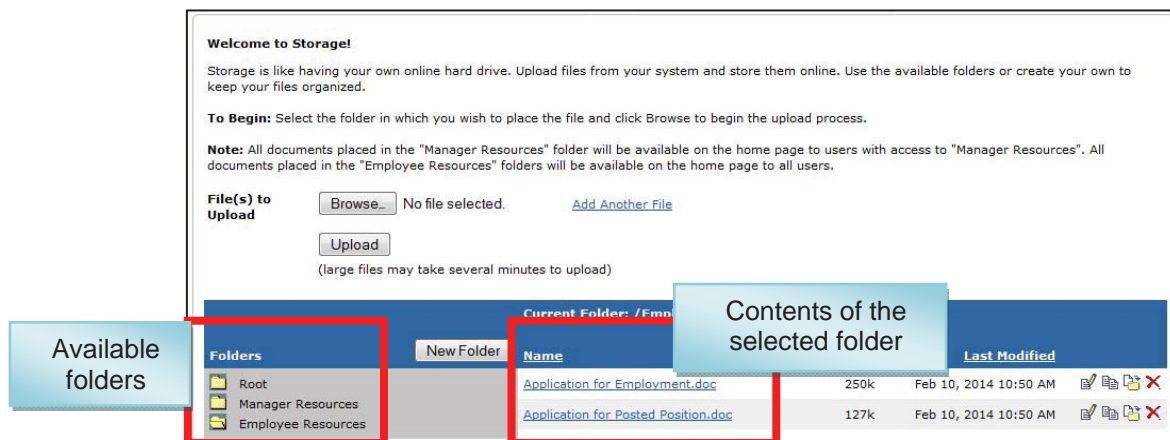 Welcome to Storage!
Storage is like having your own online hard drive. Upload files from your system and store them online. Use the available folders or create your own to
keep your files organized.
To Begin: Select the folder in which you wish to place the file and click Browse to begin the upload process.
Note: All documents placed in the "Manager Resources" folder will be available on the home page to users with access to "Manager Resources". All
documents placed in the "Employee Resources" folders will be available on the home page to all users.
File(s) to
Upload
Browse_ No file selected. Add Another File
Upload
(large files may take several minutes to upload)
Current Folder: /Emp
Contents of the
selected folder
Available
folders
Folders New Folder Name Last Modified
Root Application for Employment.doc 250k Feb 10, 2014 10:50 AM
Manager Resources
Application for Posted Position.doc 127k Feb 10, 2014 10:50 AM
Employee Resources